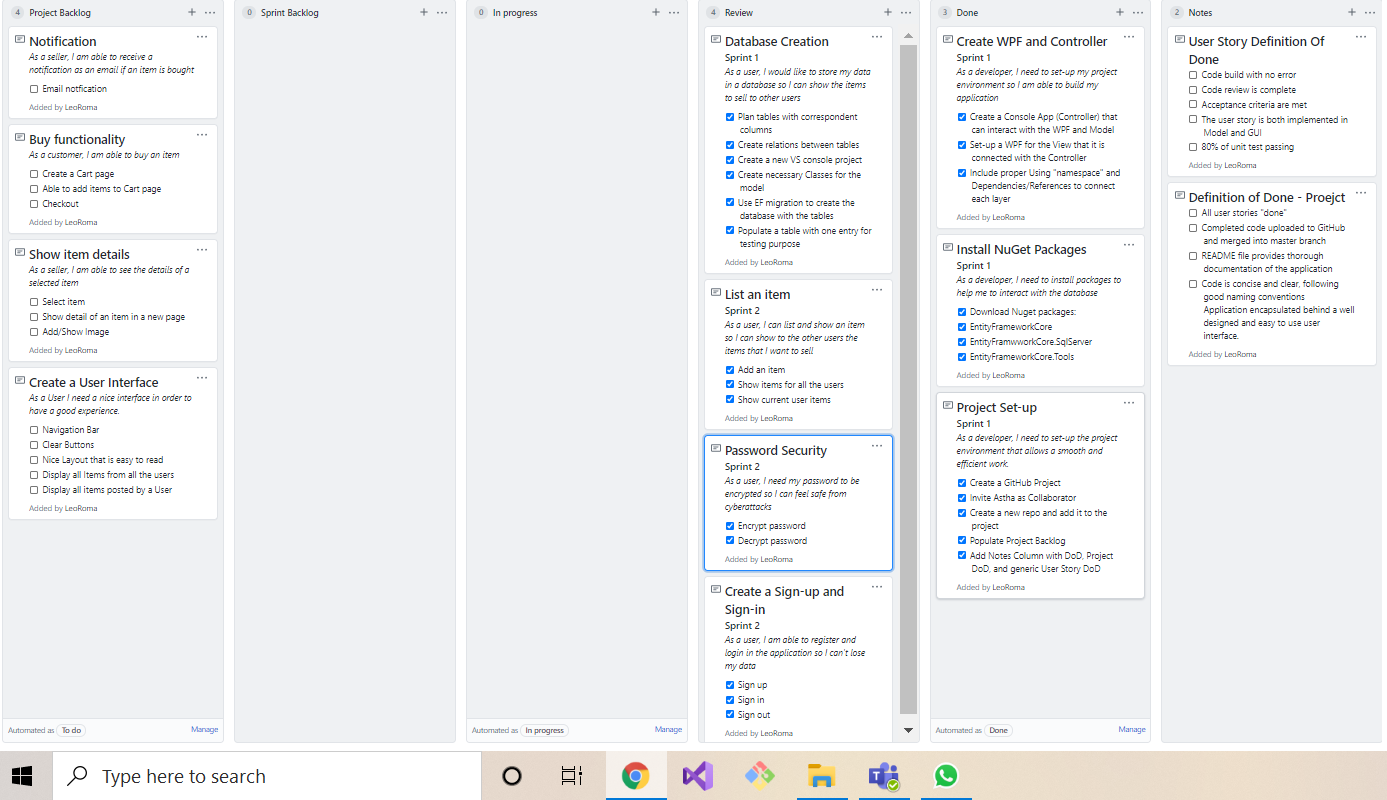 4 Project Backlog
Notification
As a seller, I am able to receive a
notification as an email if an item is bought
Email notfication
Added by LeoRoma
Buy functionality
As a customer, I am able to buy an item
Create a Cart page
Able to add items to Cart page
Checkout
Added by LeoRoma
Show item details
As a seller, I am able to see the details of a
selected item
Select item
Show detail of an item in a new page
Add/Show Image
Added by LeoRoma
Create a User Interface
As a User I need a nice interface in order to
have a good experience.
Navigation Bar
Clear Buttons
Nice Layout that is easy to read
Display all Items from all the users
Display all items posted by a User
Added by LeoRoma
Automated as To do Manage
0 Sprint Backlog
0 In progress
Automated as In progress Manage
4 Review
Database Creation
Sprint 1
As a user, I would like to store my data
in a database so I can show the items
to sell to other users
Plan tables with correspondent
columns
Create relations between tables
Create a new VS console project
Create necessary Classes for the
model
Use EF migration to create the
database with the tables
Populate a table with one entry for
testing purpose
Added by LeoRoma
List an item
Sprint 2
As a user, I can list and show an item
so I can show to the other users the
items that I want to sell
Add an item
Show items for all the users
Show current user items
Added by LeoRoma
Password Security
Sprint 2
As a user, I need my password to be
encrypted so I can feel safe from
cyberattacks
Encrypt password
Decrypt password
Added by LeoRoma
Create a Sign-up and
Sign-in
Sprint 2
As a user, I am able to register and
login in the application so I can't lose
my data
Sign up
Sign in
Sign out
Added by LeoRoma
3 Done
Create WPF and Controller
Sprint 1
As a developer, I need to set-up my project
environment so I am able to build my
application
Create a Console App (Controller) that
can interact with the WPF and Model
Set-up a WPF for the View that it is
connected with the Controller
Include proper Using "namespace" and
Dependencies/References to connect
each layer
Added by LeoRoma
Install NuGet Packages
Sprint 1
As a developer, I need to install packages to
help me to interact with the database
Download Nuget packages:
EntityFrameworkCore
EntityFramwworkCore.SqlServer
EntityFrameworkCore.Tools
Added by LeoRoma
Project Set-up
Sprint 1
As a developer, I need to set-up the project
environment that allows a smooth and
efficient work.
Create a GitHub Project
Invite Astha as Collaborator
Create a new repo and add it to the
project
Populate Project Backlog
Add Notes Column with DoD, Project
DoD, and generic User Story DoD
Added by LeoRoma
Automated as Done Manage
2 Notes
User Story Definition Of
Done
Code build with no error
Code review is complete
Acceptance criteria are met
The user story is both implemented in
Model and GUI
80% of unit test passing
Added by LeoRoma
Definition of Done - Proejct
All user stories "done"
Completed code uploaded to GitHub
and merged into master branch
README file provides thorough
documentation of the application
Code is concise and clear, following
good naming conventions
Application encapsulated behind a well
designed and easy to use user
interface.
Added by LeoRoma
Type here to search